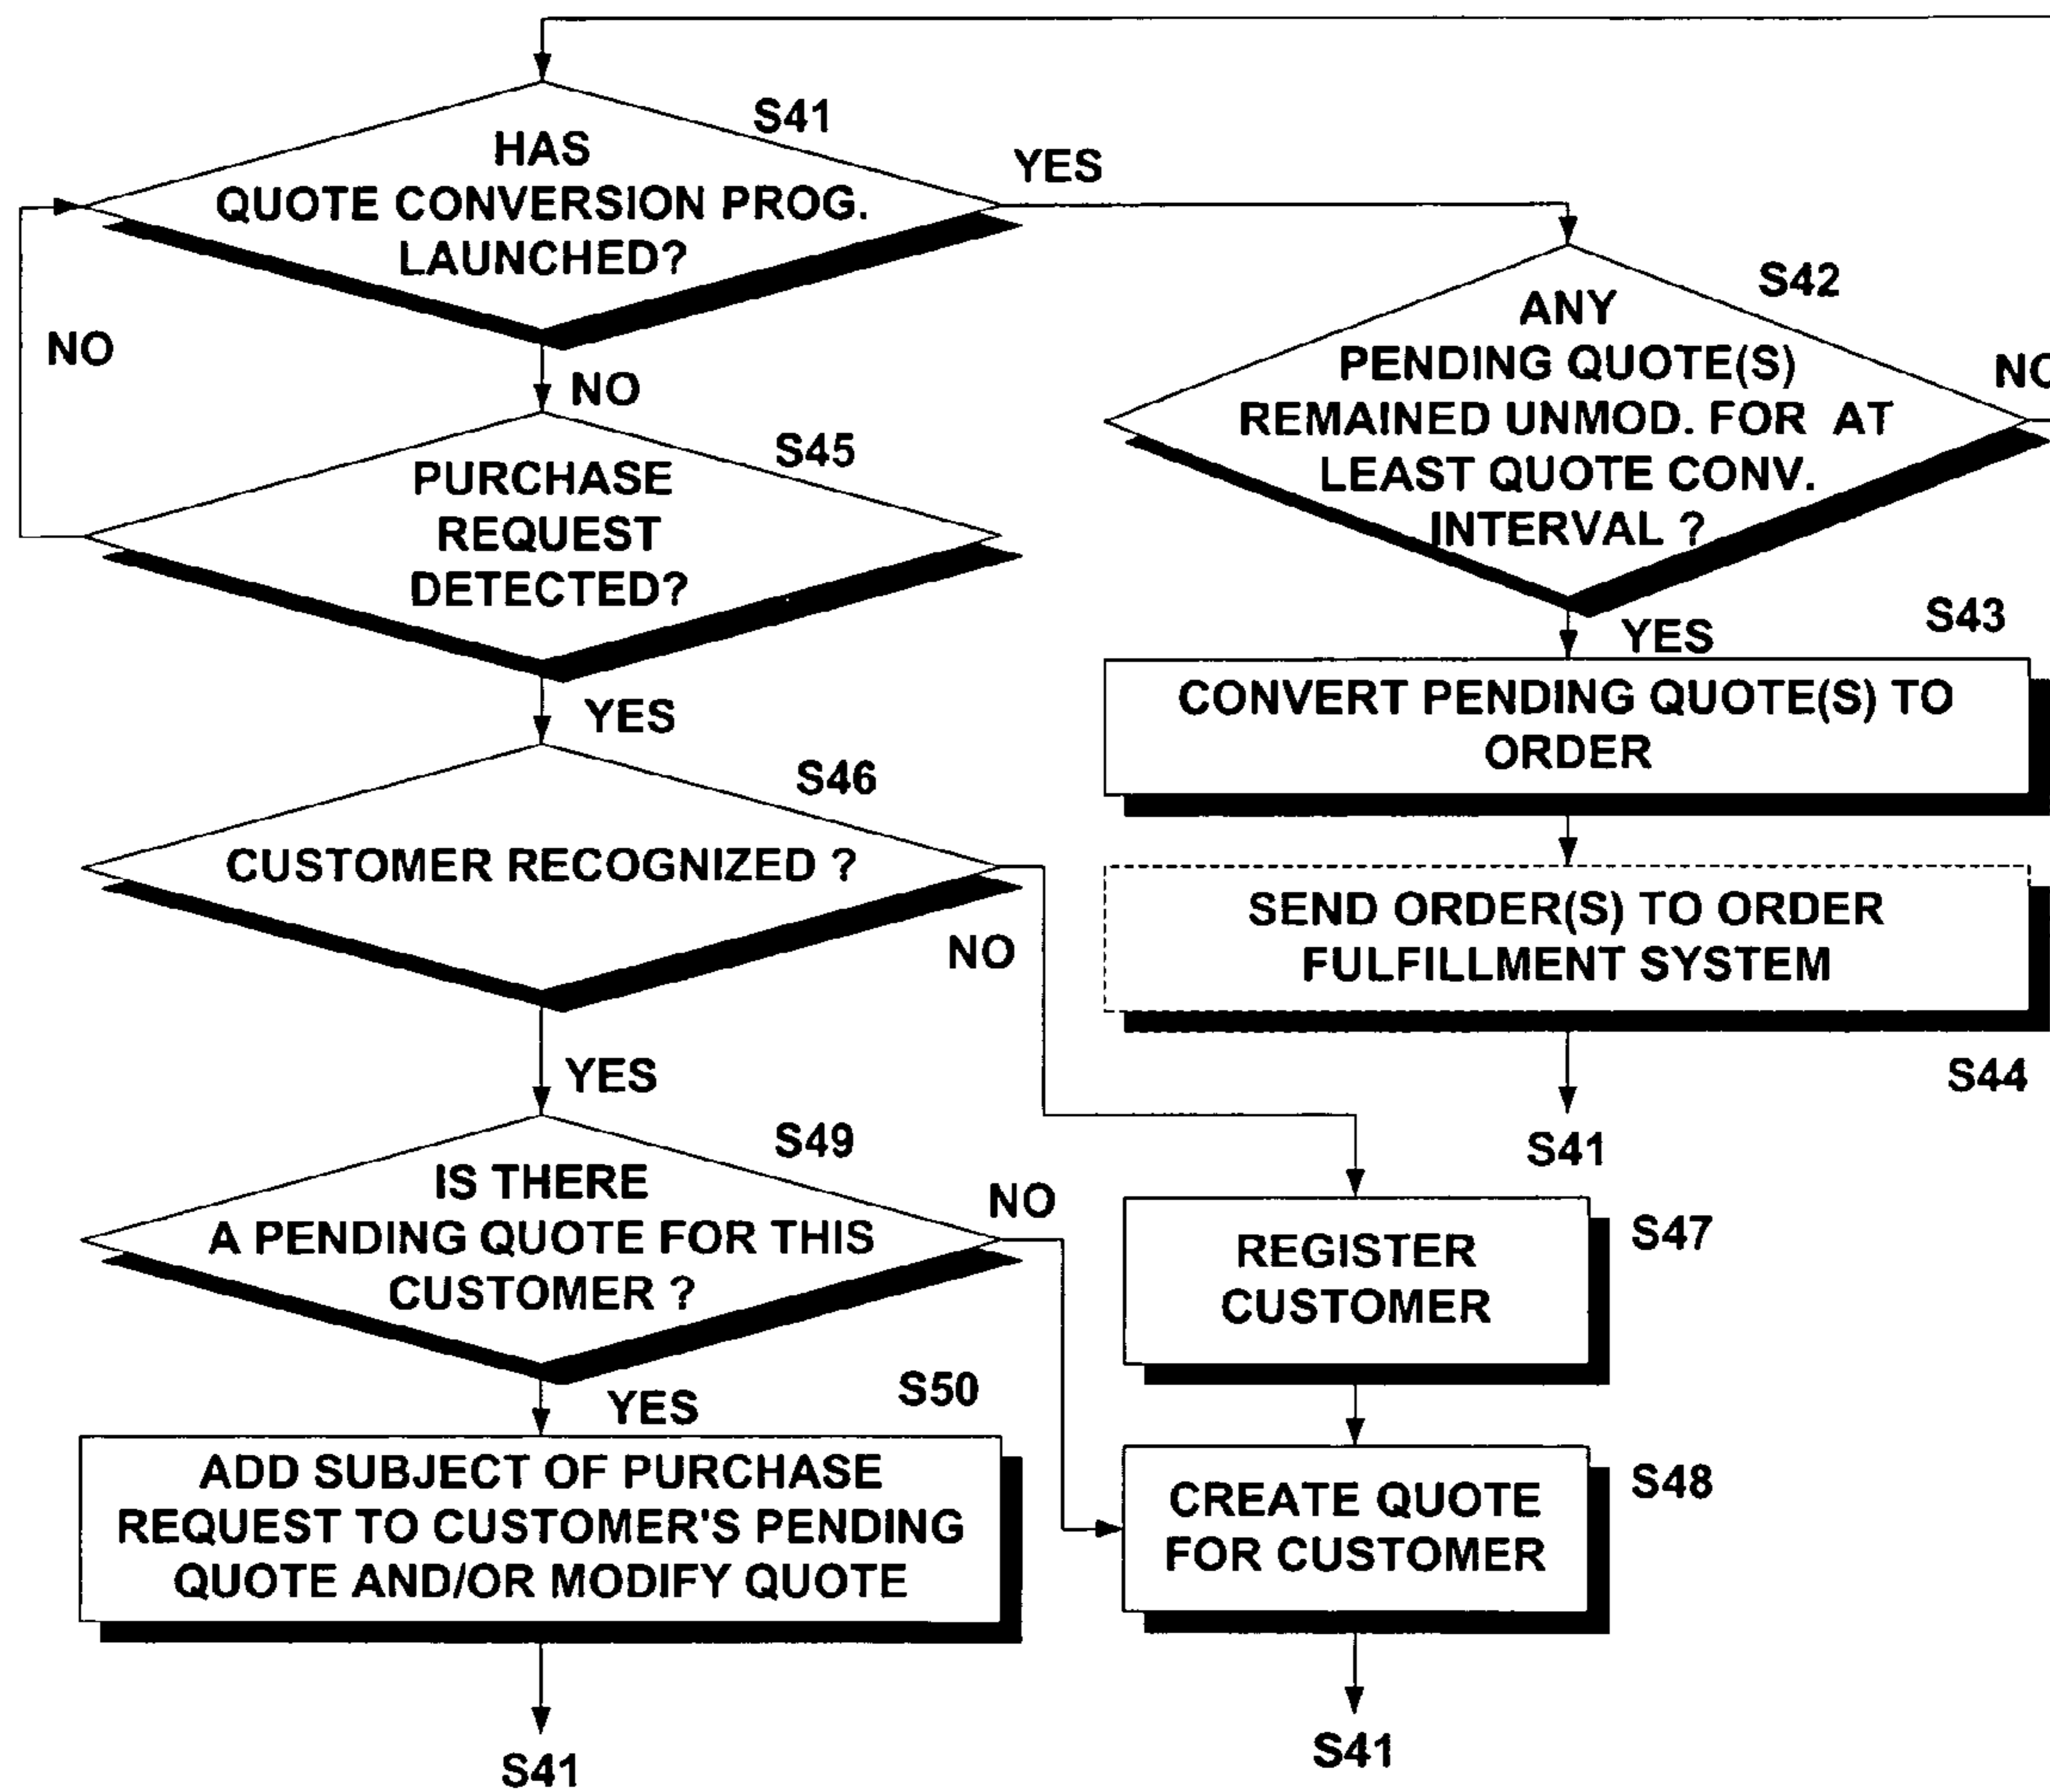 S41
HAS
QUOTE CONVERSION PROG.
LAUNCHED?
YES
NO
NO
S42
ANY
PENDING QUOTE(S)
REMAINED UNMOD. FOR AT
LEAST QUOTE CONV.
INTERVAL ?
NO
YES
S45
PURCHASE
REQUEST
DETECTED?
YES
S43
CONVERT PENDING QUOTE(S) TO
ORDER
S46
CUSTOMER RECOGNIZED ?
NO
YES
SEND ORDER(S) TO ORDER
FULFILLMENT SYSTEM
S44
S41
S49
IS THERE
A PENDING QUOTE FOR THIS
CUSTOMER ?
NO
YES
S47
REGISTER
CUSTOMER
S50
ADD SUBJECT OF PURCHASE
REQUEST TO CUSTOMER'S PENDING
QUOTE AND/OR MODIFY QUOTE
S48
CREATE QUOTE
FOR CUSTOMER
S41
S41